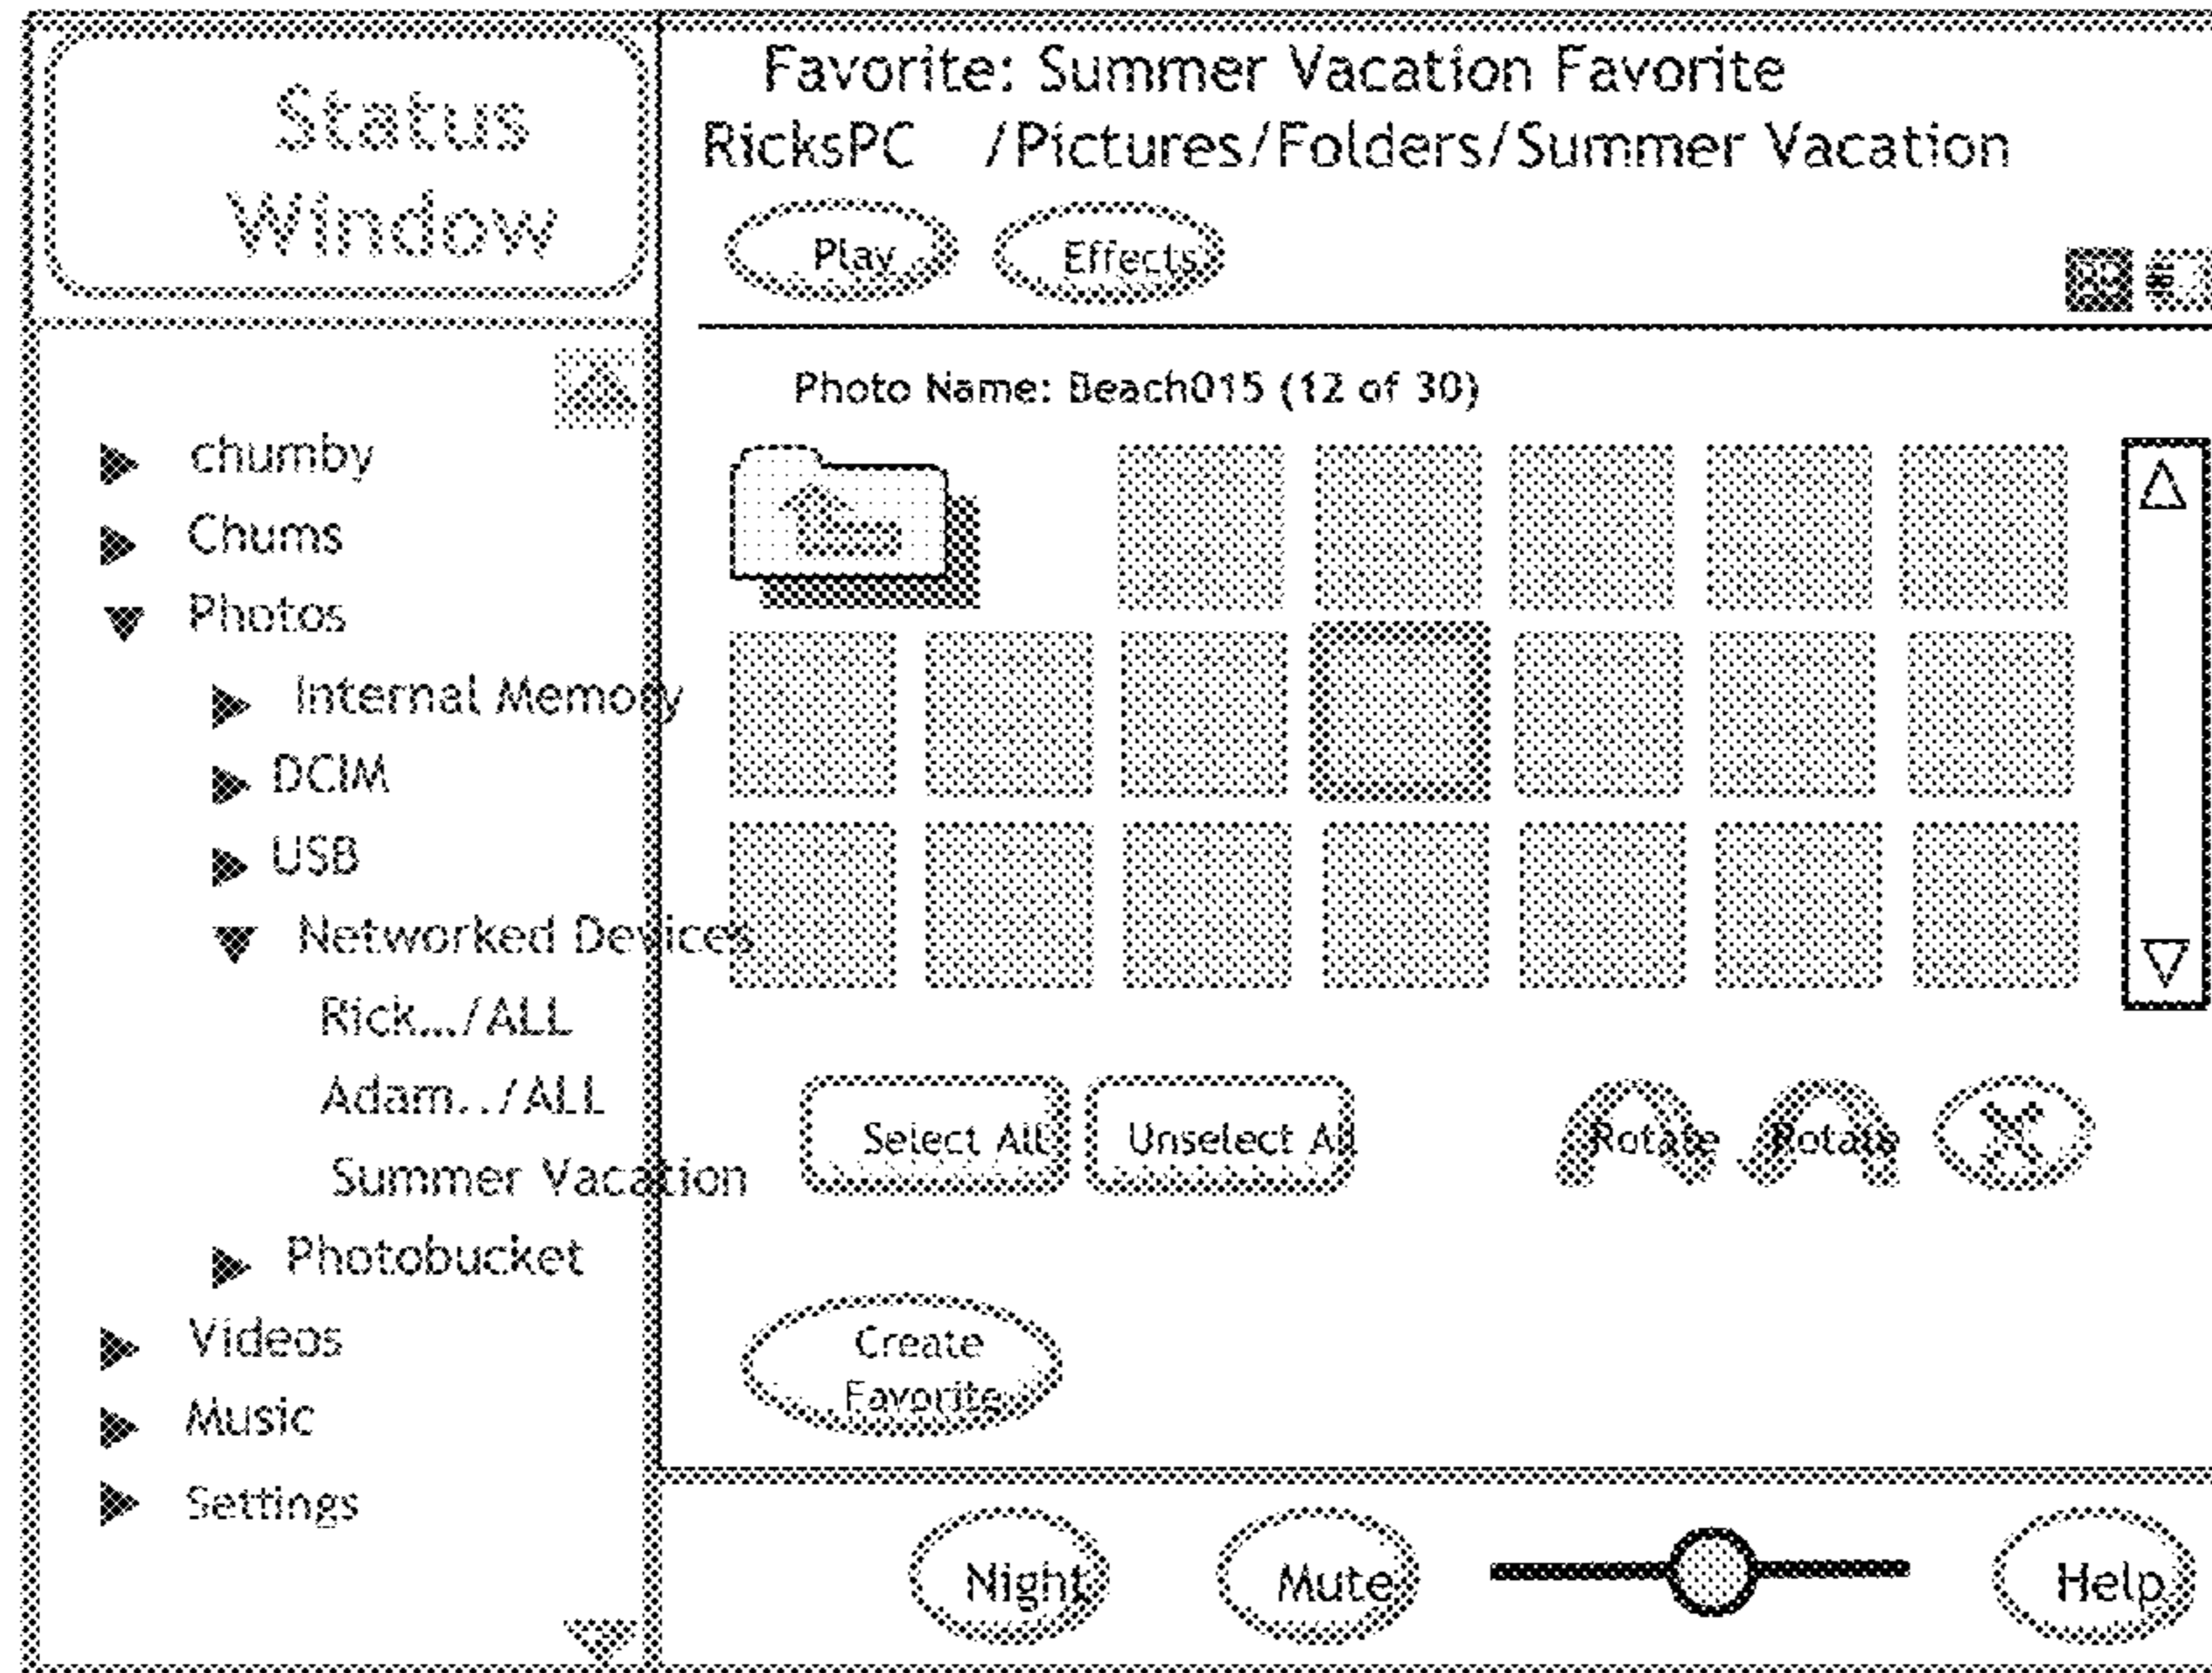 Status
Window
Favorite: Summer Vacation Favorite
RicksPC /Pictures/Folders/Summer Vacation
Play Effects
Photo Name: Beach015 (12 of 30)
chumby
Chums
Photos
Internal Memory
DCIM
USB
Networked Devices
Rick.../ALL
Adam../ALL
Summer Vacation
Photobucket
Videos
Music
Settings
Select All Unselect All Rotate Rotate X
Create
Favorite
Night Mute Help